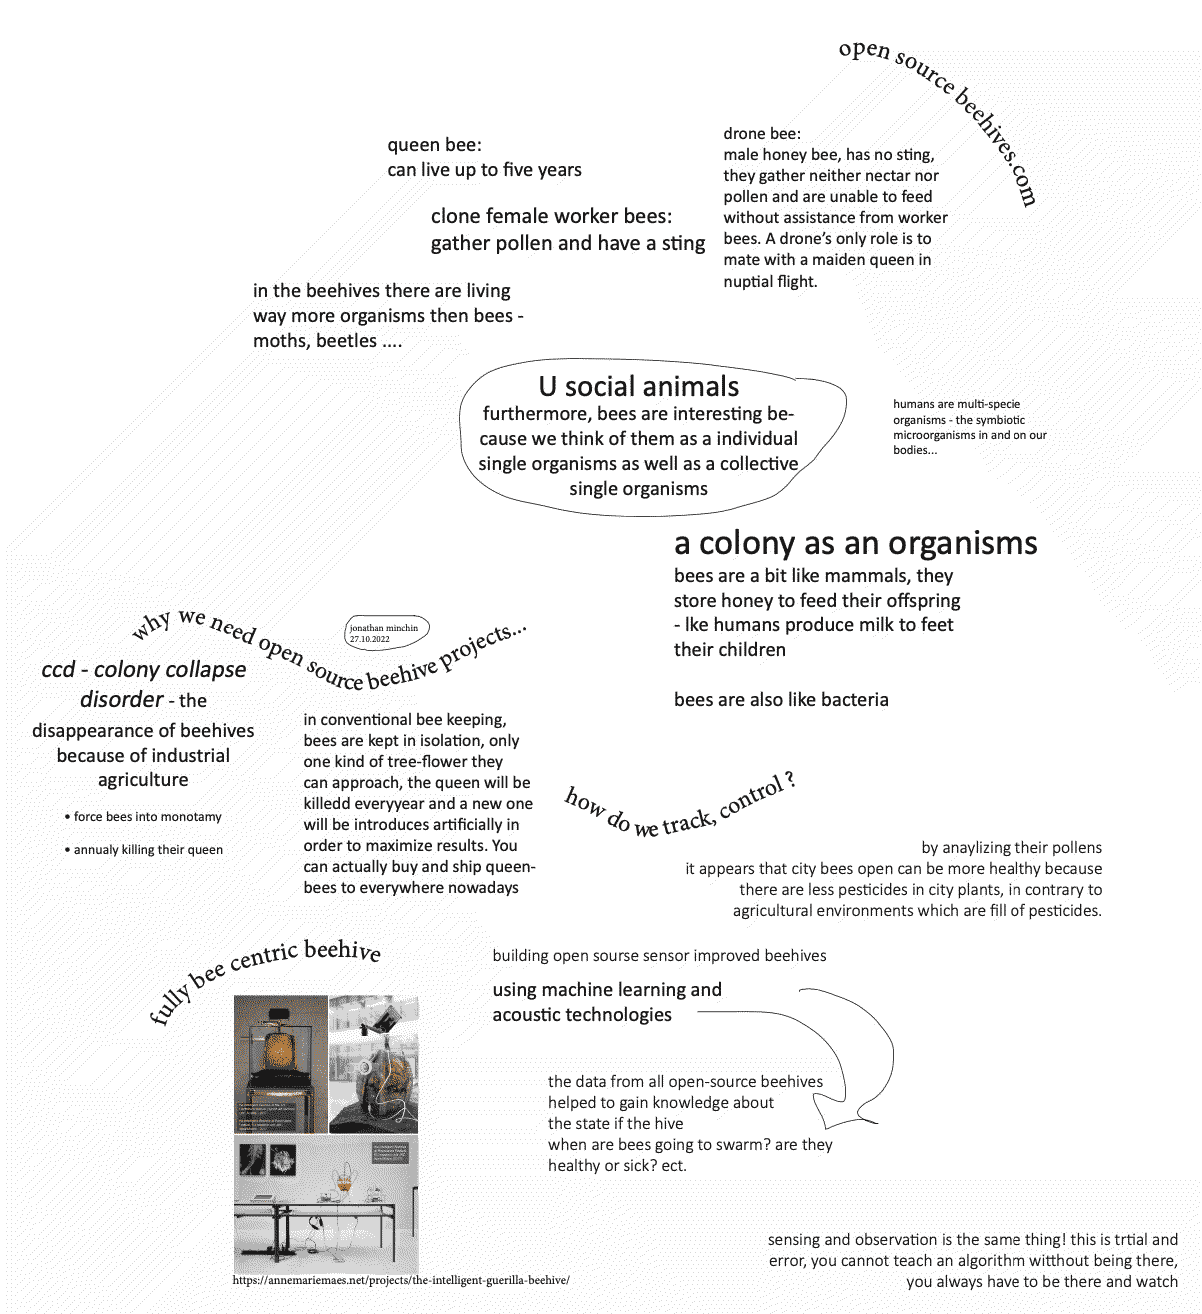 open source beehives.com
queen bee:
can live up to five years
drone bee:
male honey bee, has no sting,
they gather neither nectar nor
pollen and are unable to feed
without assistance from worker
bees. A drone’s only role is to
mate with a maiden queen in
nuptial flight.
clone female worker bees:
gather pollen and have a sting
in the beehives there are living
way more organisms then bees -
moths, beetles ....
U social animals
furthermore, bees are interesting be-
cause we think of them as a individual
single organisms as well as a collective
single organisms
humans are multi-specie
organisms - the symbiotic
microorganisms in and on our
bodies...
a colony as an organisms
bees are a bit like mammals, they
store honey to feed their offspring
- lke humans produce milk to feet
their children
bees are also like bacteria
why we need open source beehive projects...
jonathan minchin
27.10.2022
ccd - colony collapse
disorder - the
disappearance of beehives
because of industrial
agriculture
• force bees into monotamy
• annualy killing their queen
in conventional bee keeping,
bees are kept in isolation, only
one kind of tree-flower they
can approach, the queen will be
killedd everyyear and a new one
will be introduces artificially in
order to maximize results. You
can actually buy and ship queen-
bees to everywhere nowadays
how do we track, control ?
by anaylizing their pollens
it appears that city bees open can be more healthy because
there are less pesticides in city plants, in contrary to
agricultural environments which are fill of pesticides.
fully bee centric beehive
building open sourse sensor improved beehives
using machine learning and
acoustic technologies
the data from all open-source beehives
helped to gain knowledge about
the state if the hive
when are bees going to swarm? are they
healthy or sick? ect.
https://annemariemaes.net/projects/the-intelligent-guerilla-beehive/
sensing and observation is the same thing! this is trtial and
error, you cannot teach an algorithm witthout being there,
you always have to be there and watch